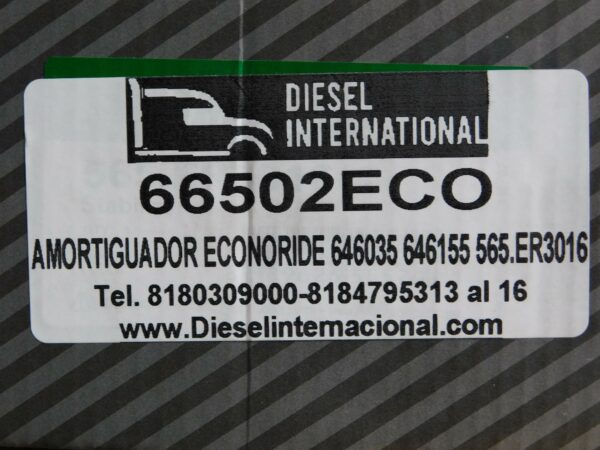 DIESEL
INTERNATIONAL
66502ECO
AMORTIGUADOR ECONORIDE 646035 646155 565.ER3016
Tel. 8180309000-8184795313 al 16
www.Dieselinternacional.com